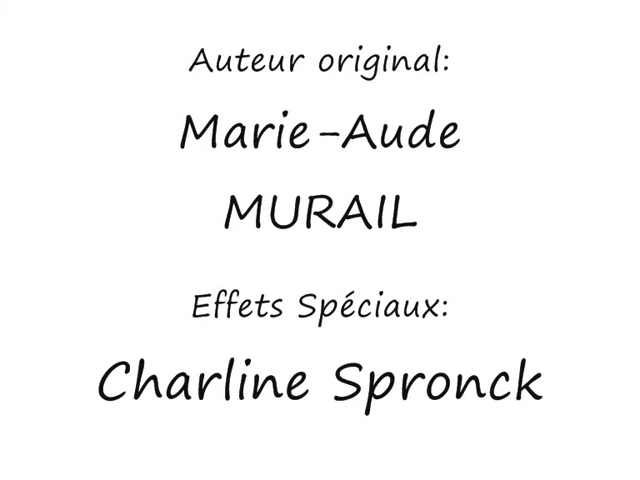 Auteur original:
Marie-Aude
MURAIL
Effets Spéciaux:
Charline Spronck